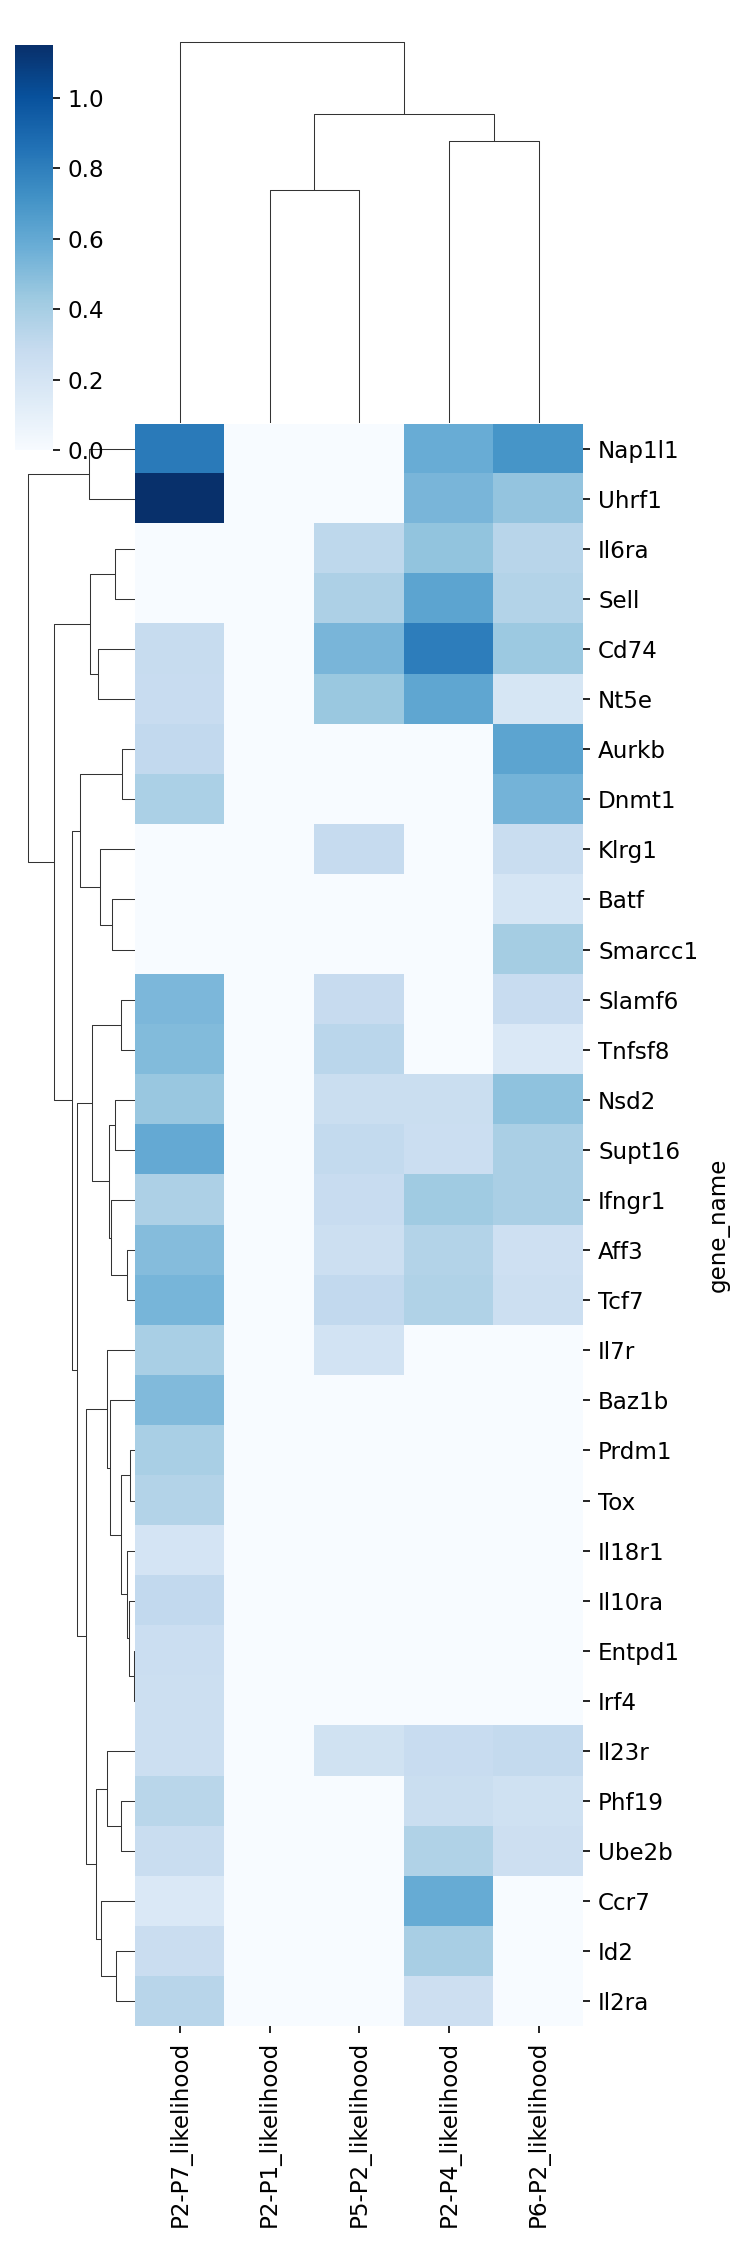 1.0
0.8
0.6
0.4
0.2
0.0
Nap1l1
Uhrf1
Il6ra
Sell
Cd74
Nt5e
Aurkb
Dnmt1
Klrg1
Batf
Smarcc1
Slamf6
Tnfsf8
Nsd2
Supt16
Ifngr1
Aff3
Tcf7
Il7r
Baz1b
Prdm1
Tox
Il18r1
Il10ra
Entpd1
Irf4
Il23r
Phf19
Ube2b
Ccr7
Id2
Il2ra
gene_name
P2-P7_likelihood
P2-P1_likelihood
P5-P2_likelihood
P2-P4_likelihood
P6-P2_likelihood